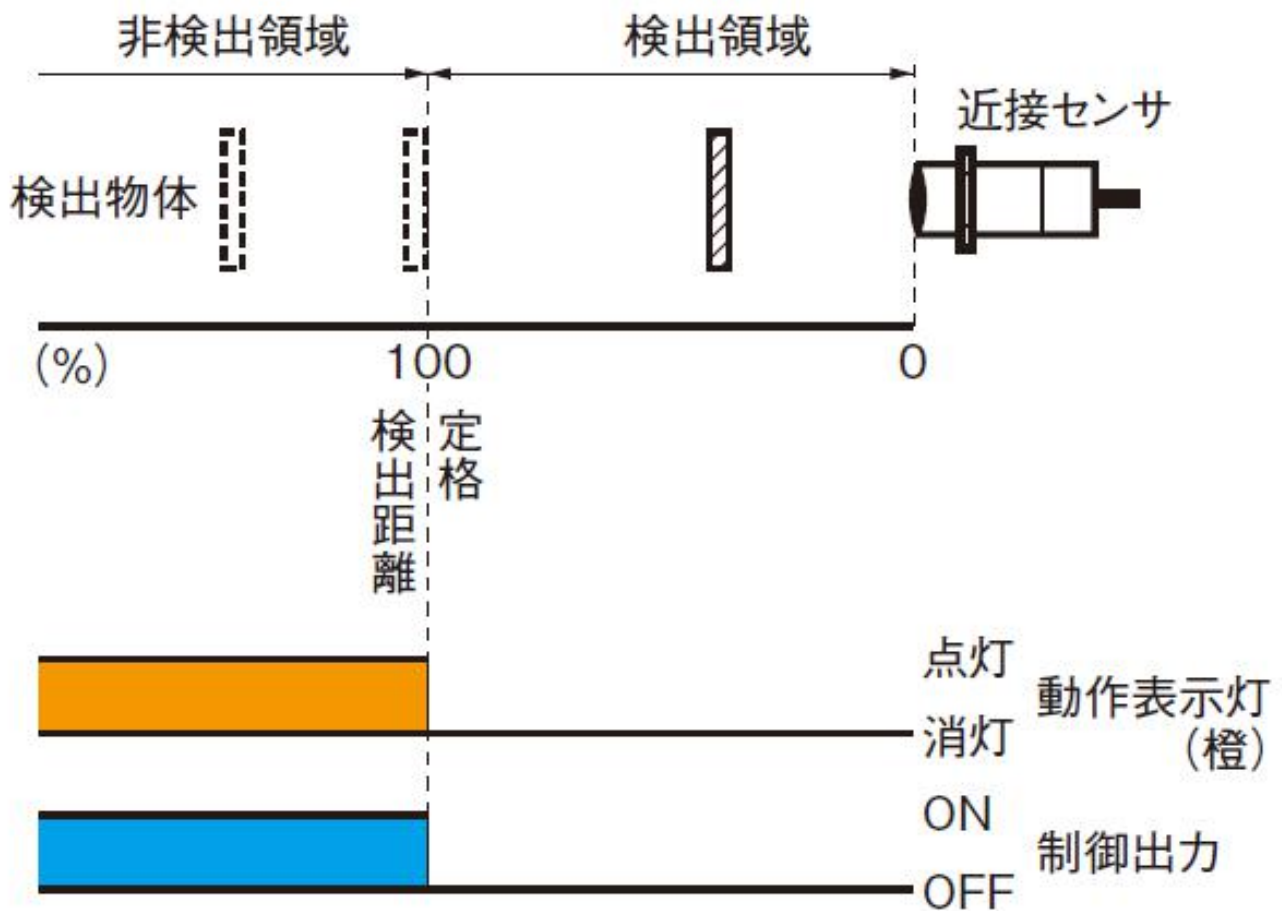 非検出領域
検出領域
近接センサ
検出物体
(%)
100
0
定格
検出距離
点灯
消灯
動作表示灯
(橙)
ON
OFF
制御出力